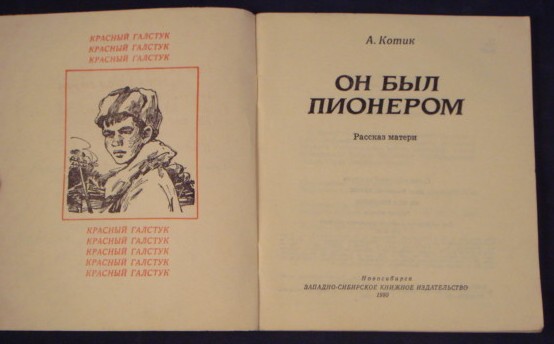 КРАСНЫЙ ГАЛСТУК
КРАСНЫЙ ГАЛСТУК
КРАСНЫЙ ГАЛСТУК
КРАСНЫЙ ГАЛСТУК
КРАСНЫЙ ГАЛСТУК
КРАСНЫЙ ГАЛСТУК
КРАСНЫЙ ГАЛСТУК
КРАСНЫЙ ГАЛСТУК
А. Котик
ОН БЫЛ
ПИОНЕРОМ
Рассказ матери
Новосибирск
ЗАПАДНО-СИБИРСКОЕ КНИЖНОЕ ИЗДАТЕЛЬСТВО
1980